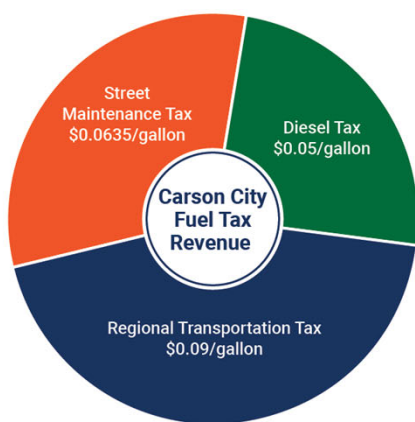 Street
Maintenance Tax
$0.0635/gallon
Diesel Tax
$0.05/gallon
Carson City
Fuel Tax
Revenue
Regional Transportation Tax
$0.09/gallon